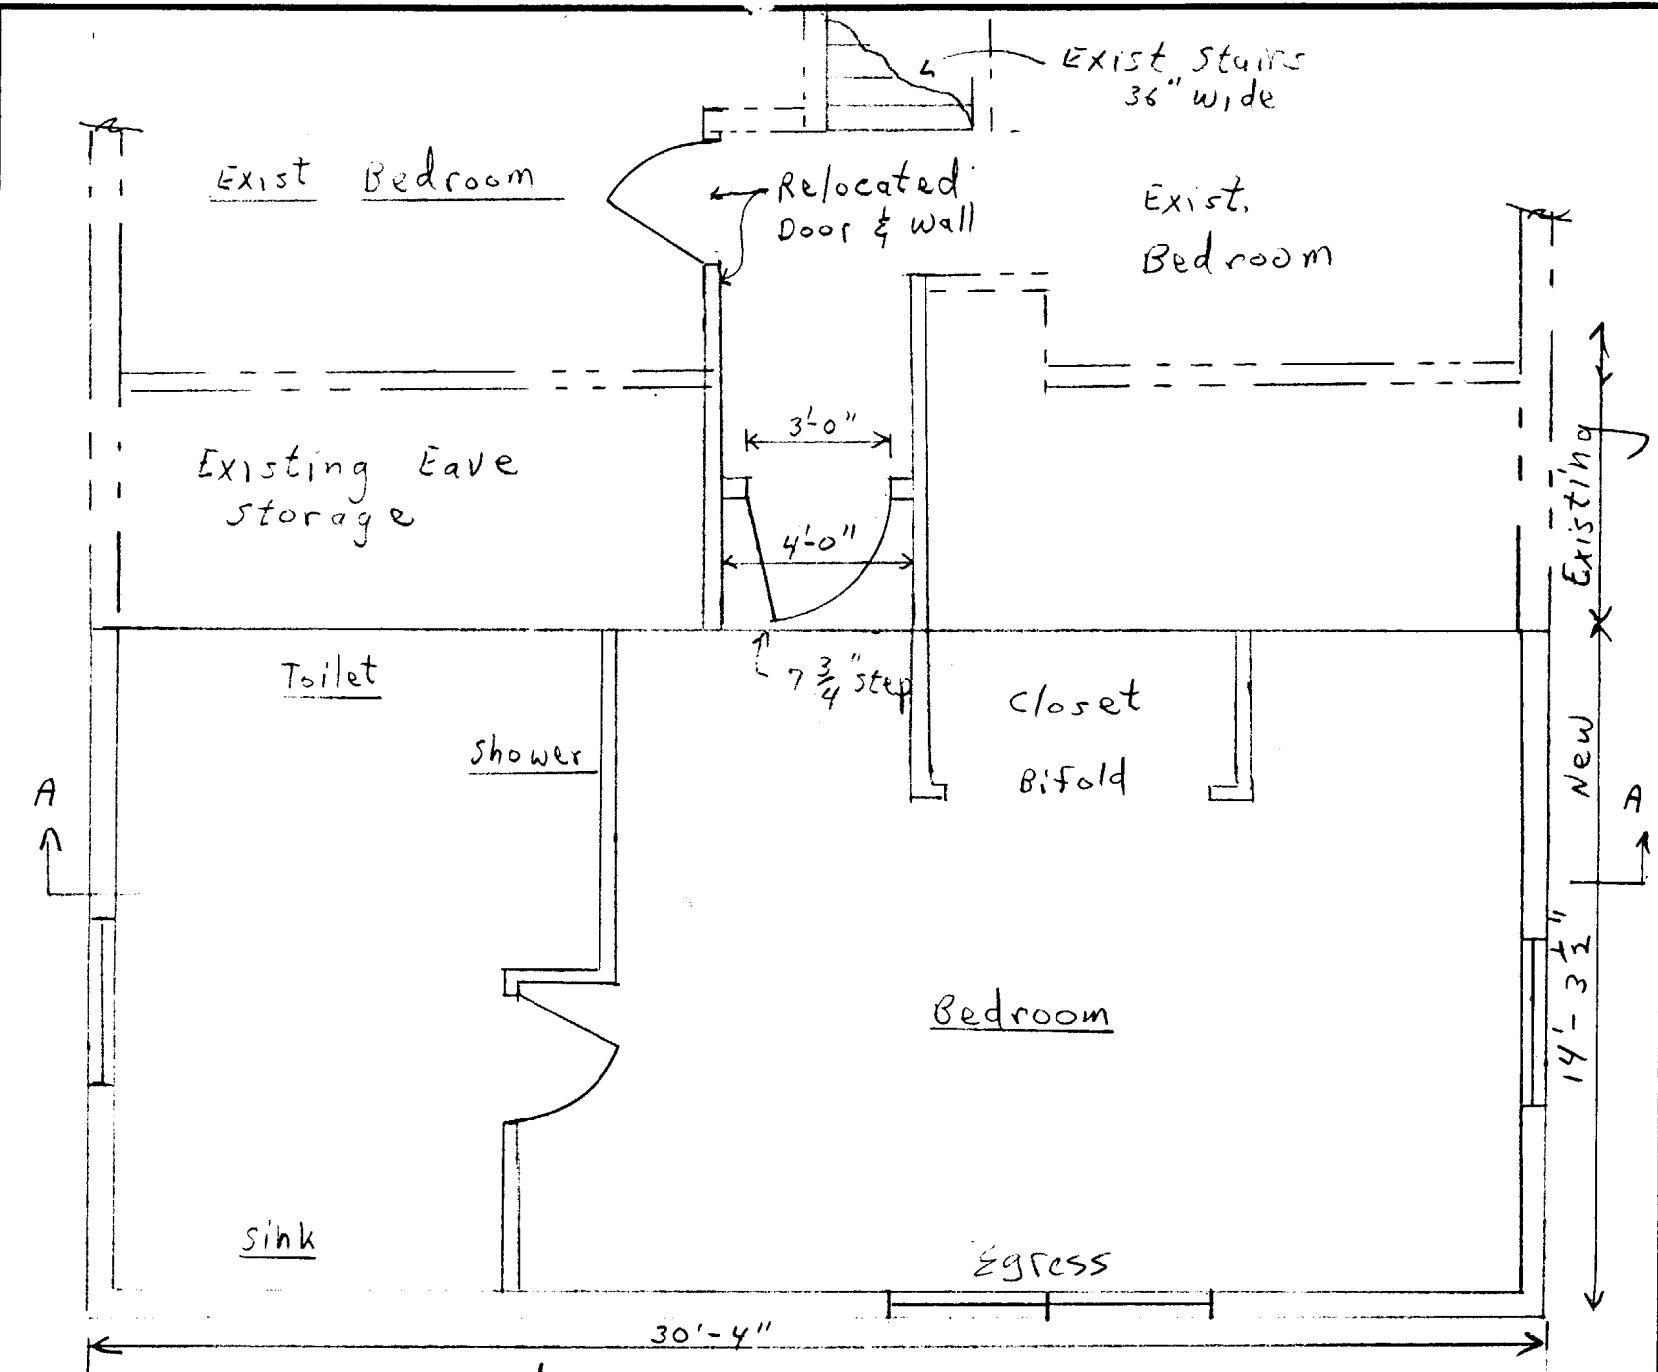 Exist Stairs
36" wide
Exist Bedroom
Relocated
Door & Wall
Exist.
Bedroom
3'-0"
Existing Eave
Storage
4'-0"
Existing
Toilet
7 3/4" step
Closet
Shower
Bifold
New
A
A
14'-3 1/2"
Bedroom
Sink
Egress
30'-4"